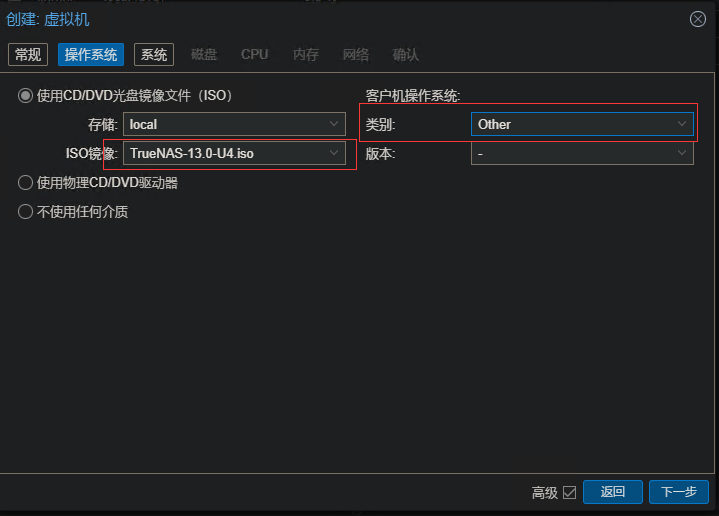 创建: 虚拟机
常规 操作系统 系统 磁盘 CPU 内存 网络 确认
使用CD/DVD光盘镜像文件（ISO） 客户机操作系统:
存储: local 类别: Other
ISO镜像: TrueNAS-13.0-U4.iso 版本: -
使用物理CD/DVD驱动器
不使用任何介质
高级 返回 下一步